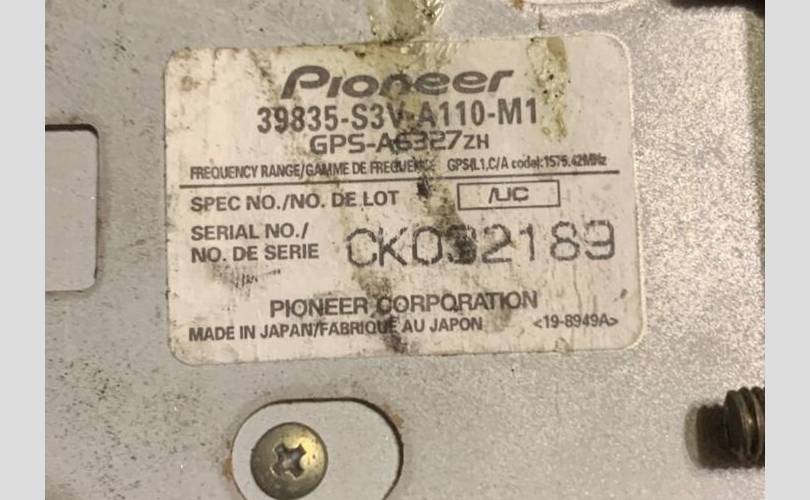 Pioneer
39835-S3V-A110-M1
GPS-A6327ZH
FREQUENCY RANGE/GAMME DE FREQUENCE GPS(L1,C/A code):1575.42MHz
SPEC NO./NO. DE LOT /UC
SERIAL NO./
NO. DE SERIE CK032189
PIONEER CORPORATION
MADE IN JAPAN/FABRIQUÉ AU JAPON <19-8949A>